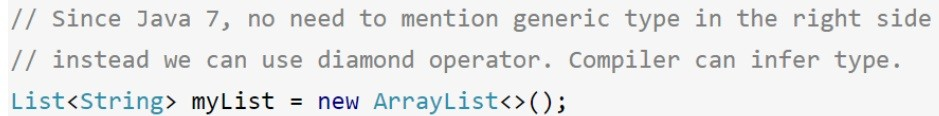 // Since Java 7, no need to mention generic type in the right side
// instead we can use diamond operator. Compiler can infer type.
List<String> myList = new ArrayList<>();